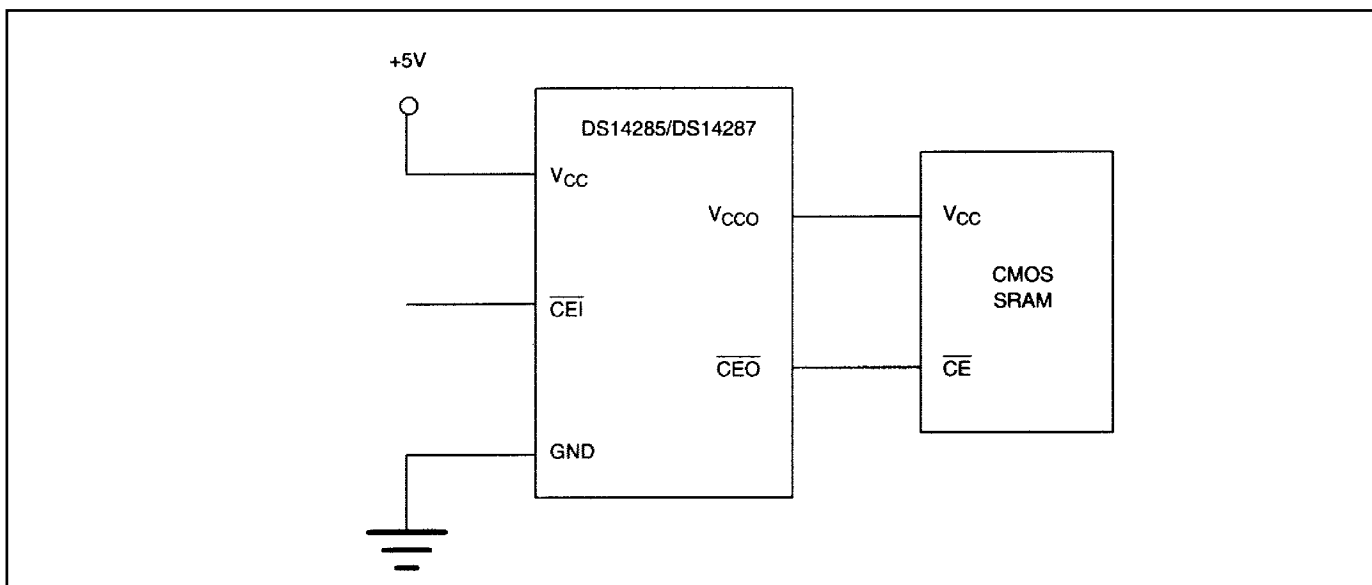 +5V
DS14285/DS14287
VCC
VCCO
VCC
CMOS
SRAM
CEI
CEO
CE
GND